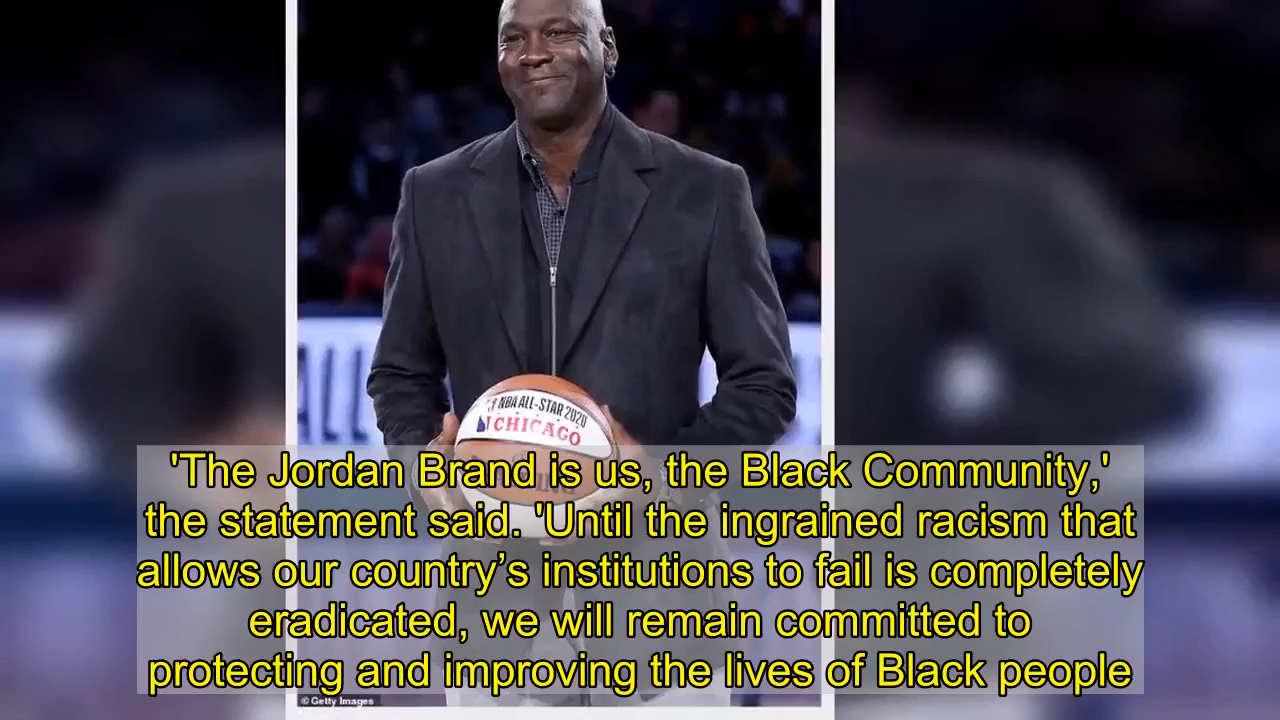 ALL
NBA ALL-STAR 2020
CHICAGO
'The Jordan Brand is us, the Black Community,'
the statement said. 'Until the ingrained racism that
allows our country’s institutions to fail is completely
eradicated, we will remain committed to
protecting and improving the lives of Black people
© Getty Images